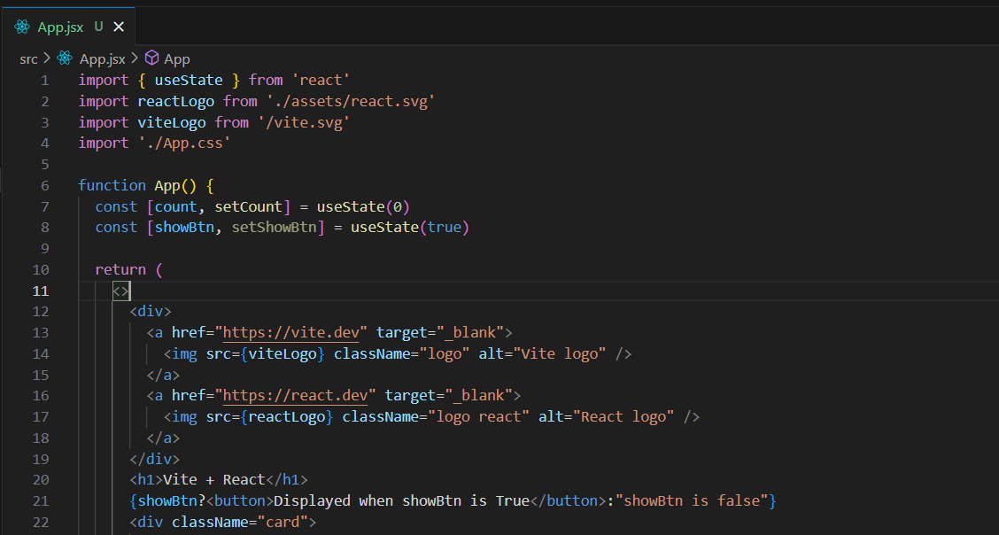 App.jsx U
src > App.jsx > App
1 import { useState } from 'react'
2 import reactLogo from './assets/react.svg'
3 import viteLogo from '/vite.svg'
4 import './App.css'
5
6 function App() {
7 const [count, setCount] = useState(0)
8 const [showBtn, setShowBtn] = useState(true)
9
10 return (
11 <>
12 <div>
13 <a href="https://vite.dev" target="_blank">
14 <img src={viteLogo} className="logo" alt="Vite logo" />
15 </a>
16 <a href="https://react.dev" target="_blank">
17 <img src={reactLogo} className="logo react" alt="React logo" />
18 </a>
19 </div>
20 <h1>Vite + React</h1>
21 {showBtn?<button>Displayed when showBtn is True</button>:"showBtn is false"}
22 <div className="card">